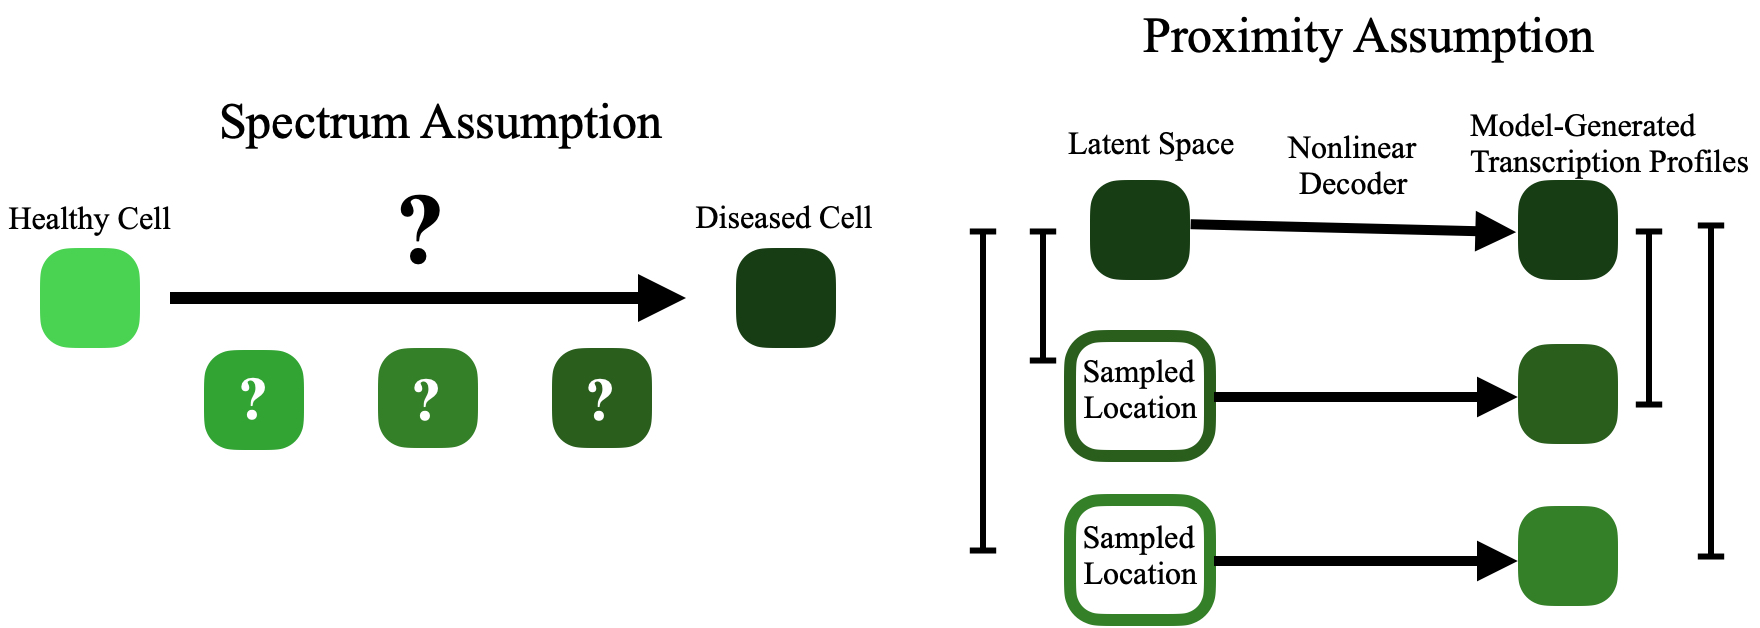 Spectrum Assumption
Healthy Cell
?
Diseased Cell
?
?
?
Proximity Assumption
Latent Space
Nonlinear
Decoder
Model-Generated
Transcription Profiles
Sampled
Location
Sampled
Location